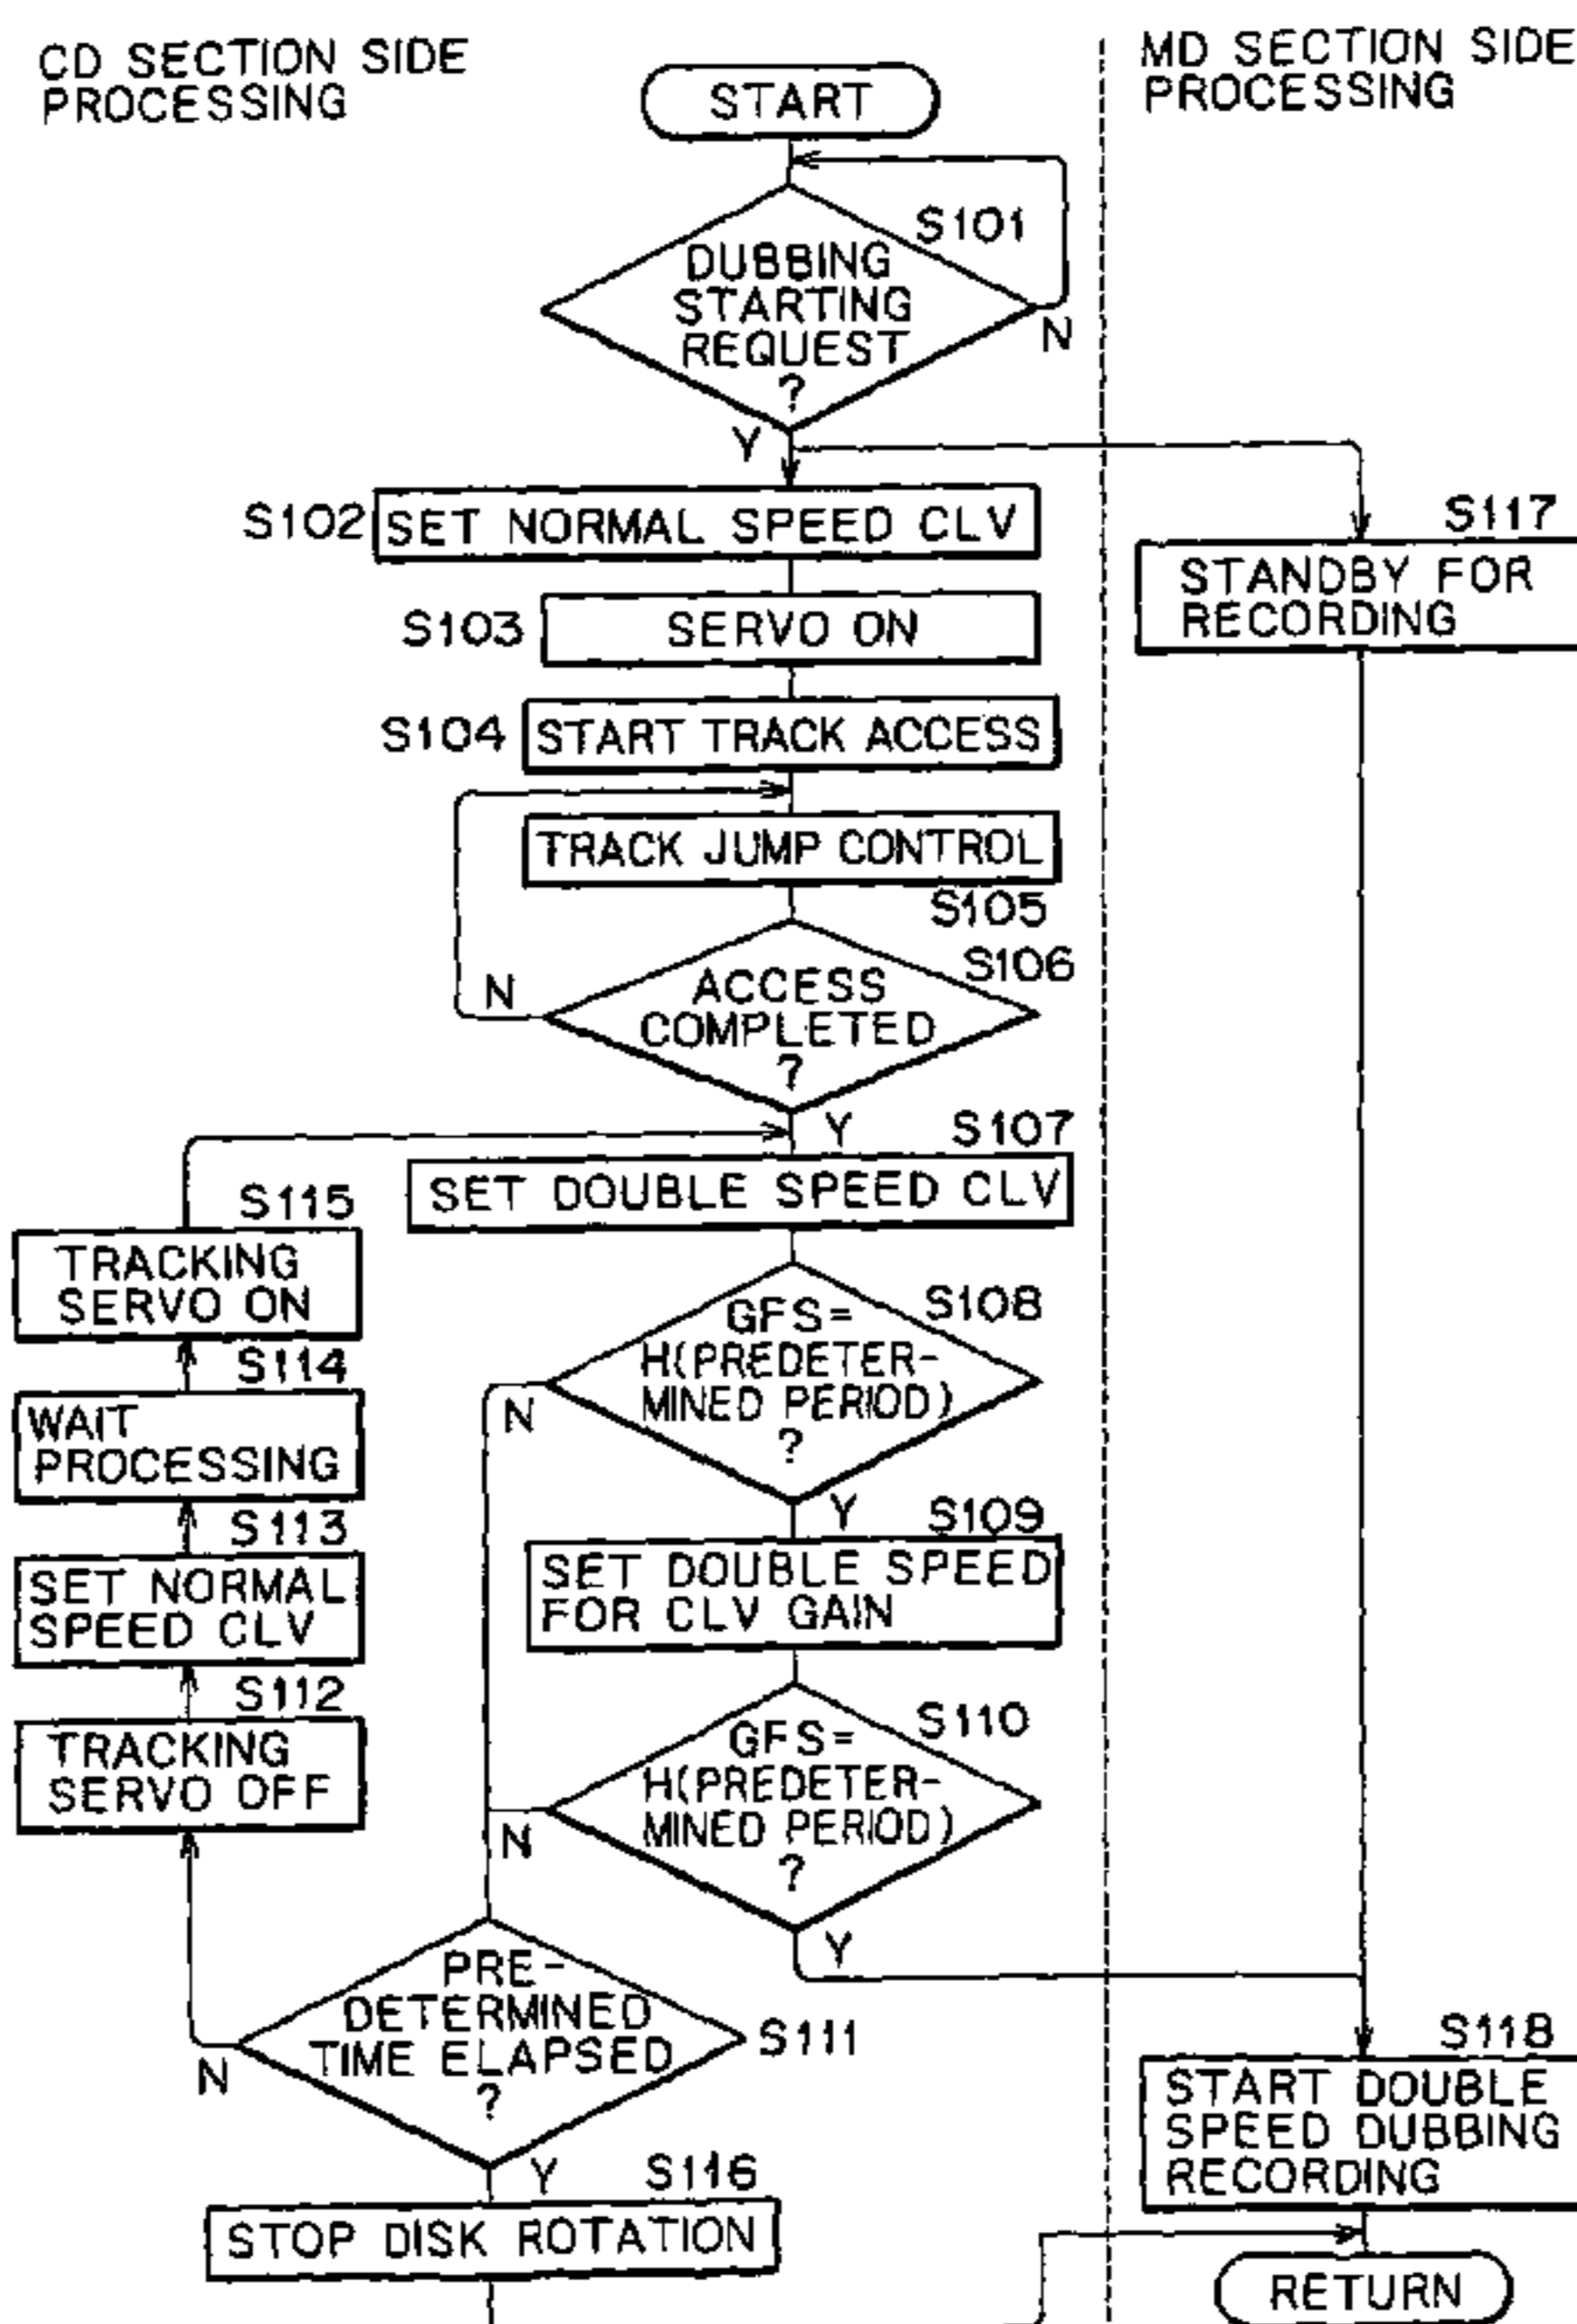 CD SECTION SIDE
PROCESSING
MD SECTION SIDE
PROCESSING
START
S101
DUBBING
STARTING
REQUEST
?
N
Y
S102
SET NORMAL SPEED CLV
S117
STANDBY FOR
RECORDING
S103
SERVO ON
S104
START TRACK ACCESS
TRACK JUMP CONTROL
S105
S106
ACCESS
COMPLETED
?
N
Y
S107
SET DOUBLE SPEED CLV
S115
TRACKING
SERVO ON
S108
GFS=
H(PREDETER-
MINED PERIOD)
?
N
Y
S114
WAIT
PROCESSING
S109
SET DOUBLE SPEED
FOR CLV GAIN
S113
SET NORMAL
SPEED CLV
S112
TRACKING
SERVO OFF
S110
GFS=
H(PREDETER-
MINED PERIOD)
?
N
Y
PRE-
DETERMINED
TIME ELAPSED
?
S111
N
Y
S118
START DOUBLE
SPEED DUBBING
RECORDING
S116
STOP DISK ROTATION
RETURN